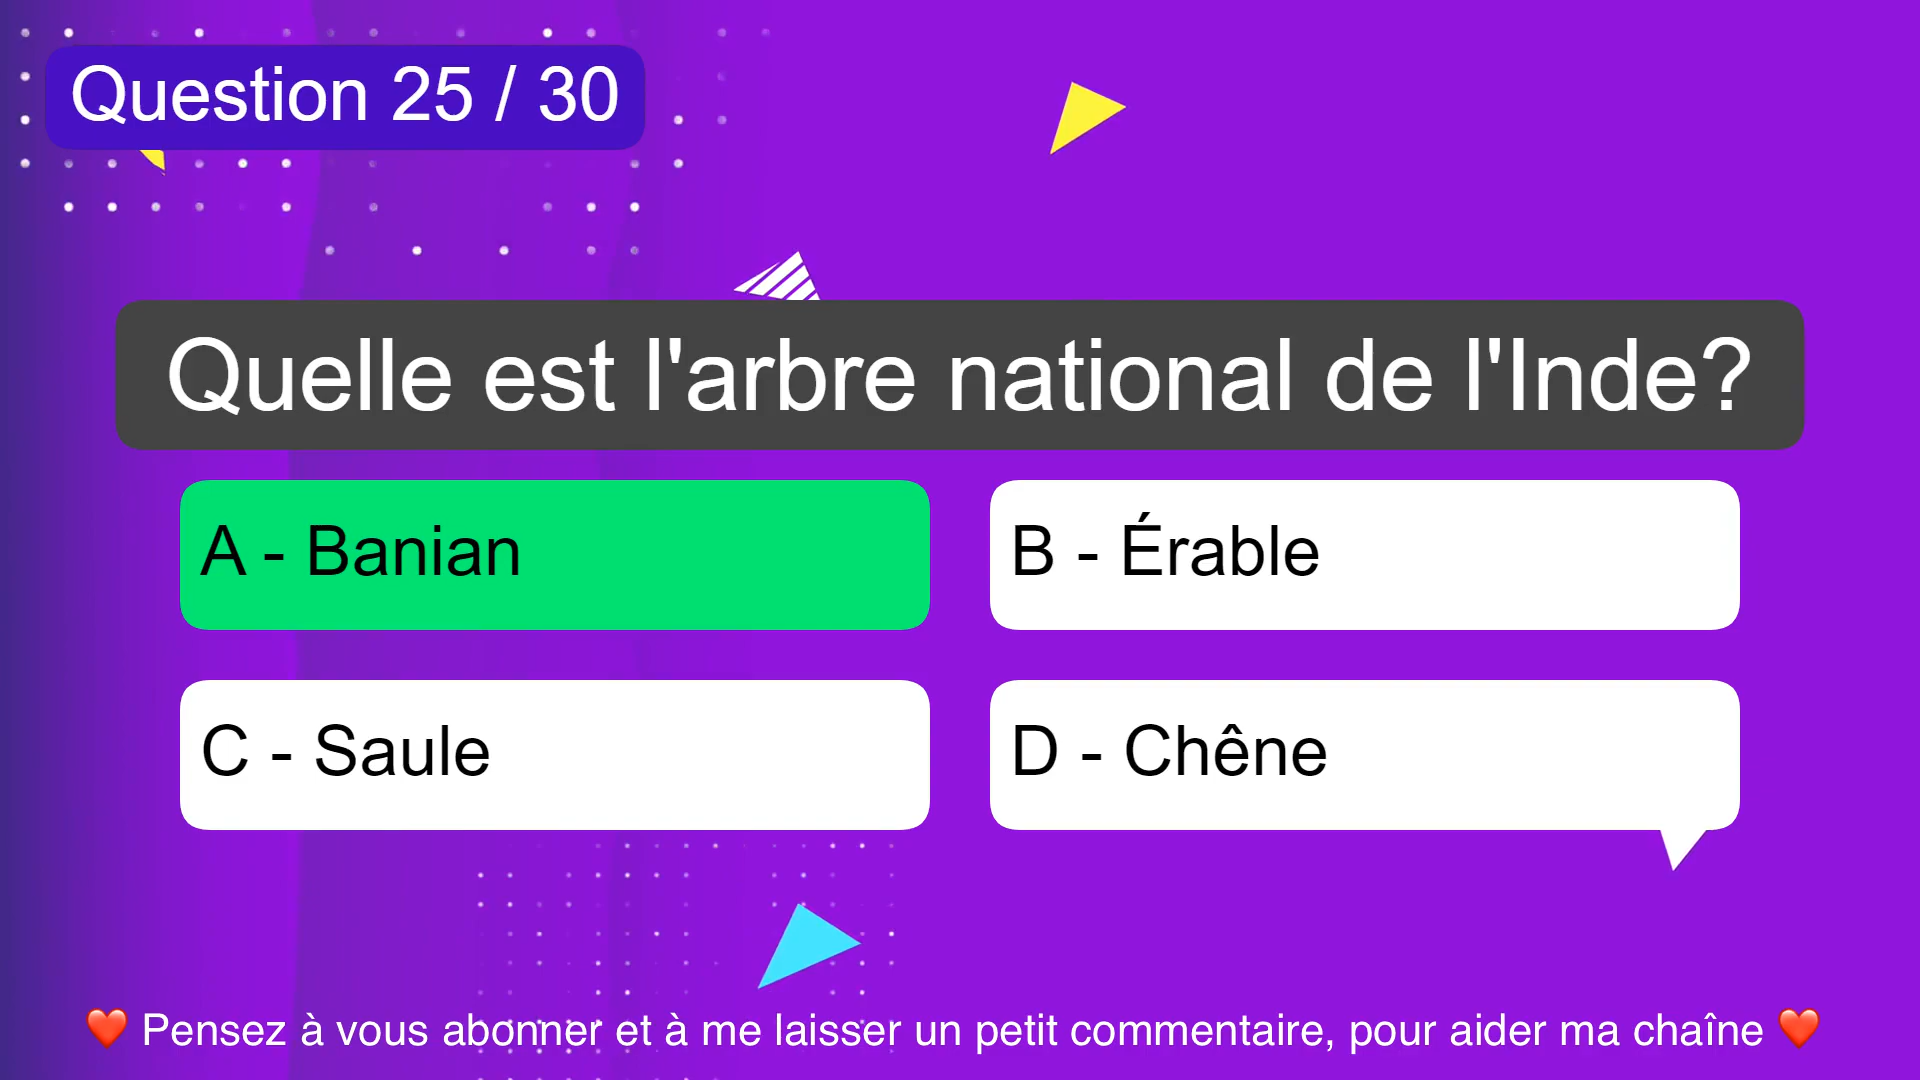 Question 25 / 30
Quelle est l'arbre national de l'Inde?
A - Banian
B - Érable
C - Saule
D - Chêne
❤️ Pensez à vous abonner et à me laisser un petit commentaire, pour aider ma chaîne ❤️